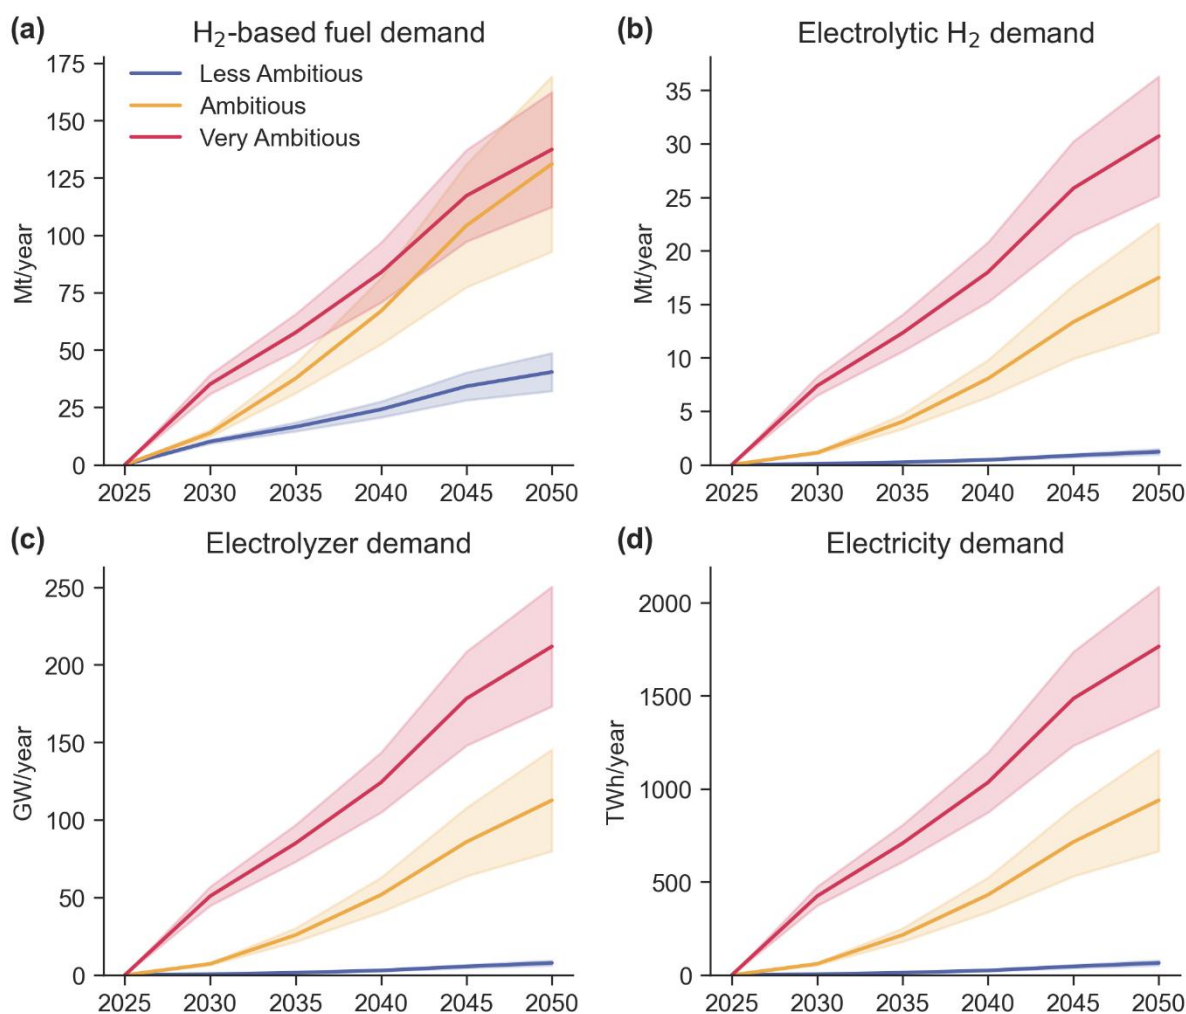 (a)
H₂-based fuel demand
175
150
125
100
75
50
25
0
Mt/year
Less Ambitious
Ambitious
Very Ambitious
2025 2030 2035 2040 2045 2050
(b)
Electrolytic H₂ demand
35
30
25
20
15
10
5
0
Mt/year
2025 2030 2035 2040 2045 2050
(c)
Electrolyzer demand
250
200
150
100
50
0
GW/year
2025 2030 2035 2040 2045 2050
(d)
Electricity demand
2000
1500
1000
500
0
TWh/year
2025 2030 2035 2040 2045 2050